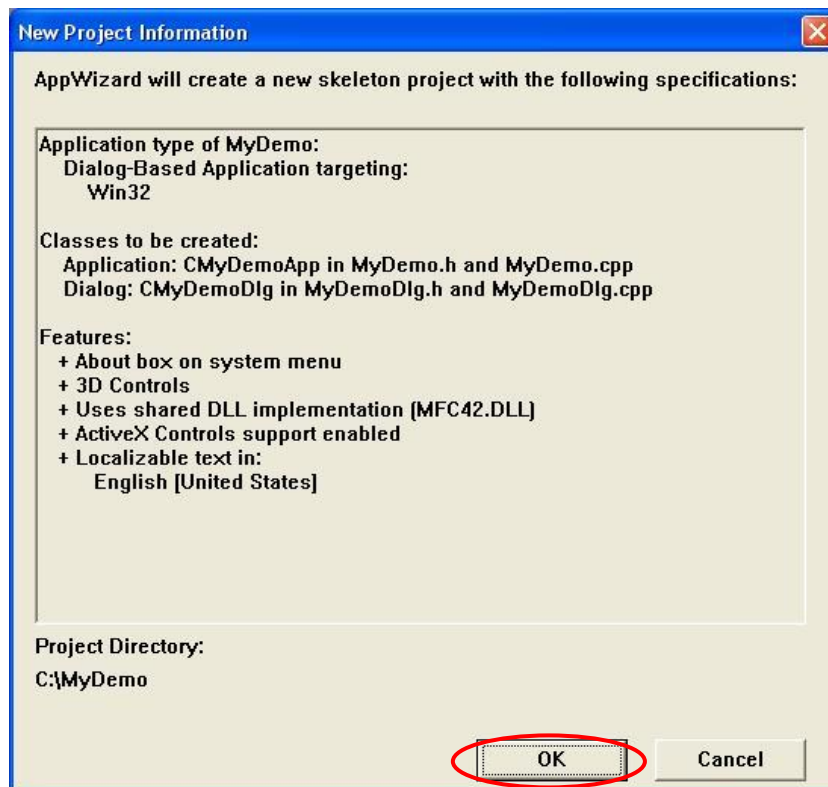 New Project Information
AppWizard will create a new skeleton project with the following specifications:
Application type of MyDemo:
Dialog-Based Application targeting:
Win32
Classes to be created:
Application: CMyDemoApp in MyDemo.h and MyDemo.cpp
Dialog: CMyDemoDlg in MyDemoDlg.h and MyDemoDlg.cpp
Features:
+ About box on system menu
+ 3D Controls
+ Uses shared DLL implementation (MFC42.DLL)
+ ActiveX Controls support enabled
+ Localizable text in:
English [United States]
Project Directory:
C:\MyDemo
OK Cancel